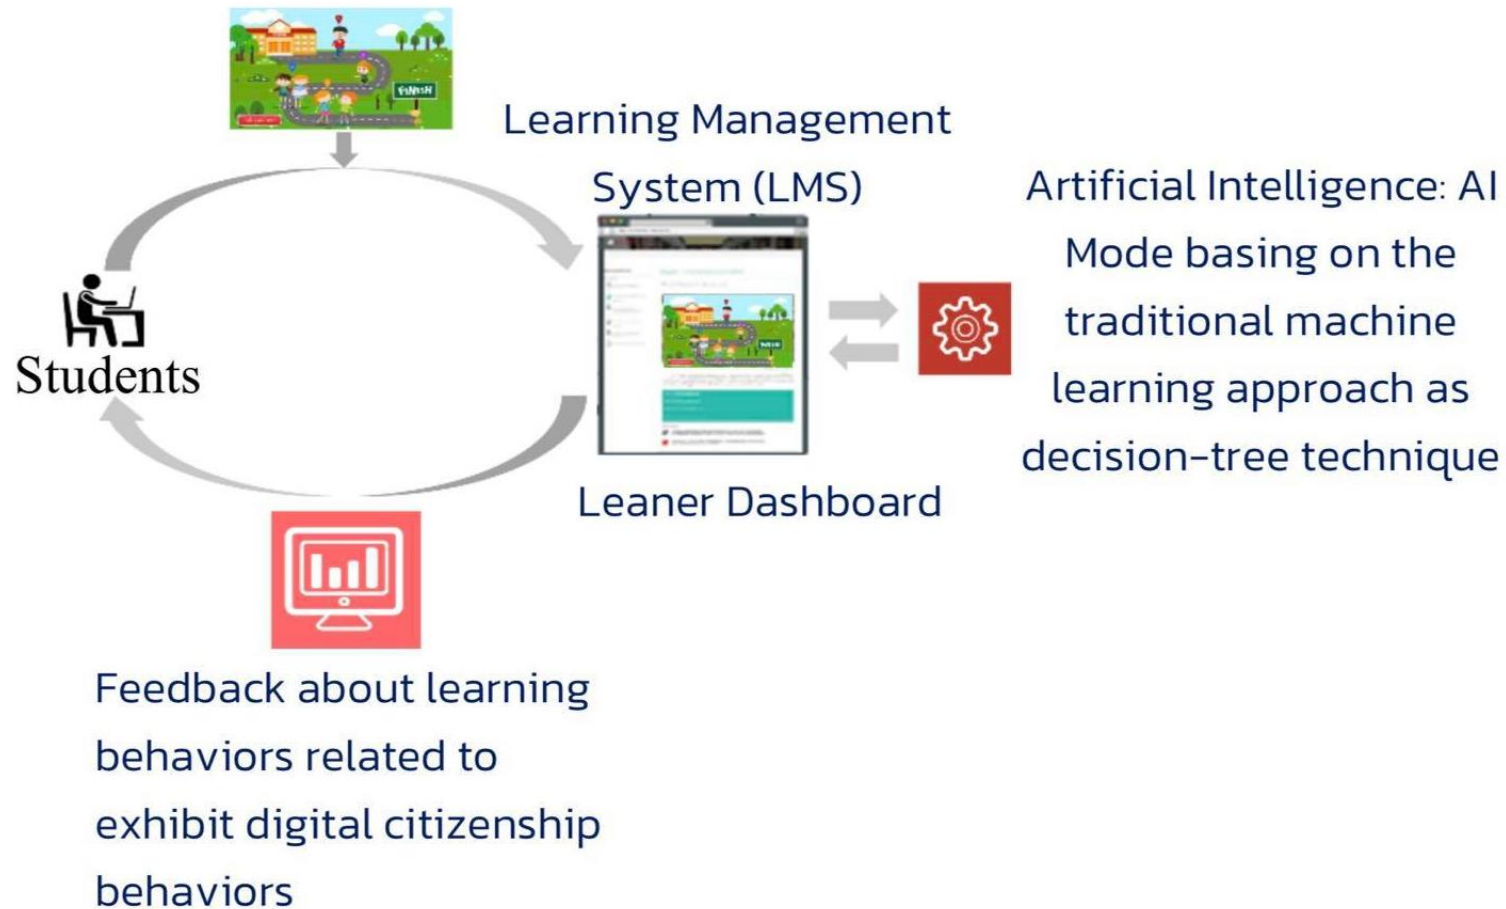 FINISH
Learning Management
System (LMS)
Artificial Intelligence: AI
Mode basing on the
traditional machine
learning approach as
decision-tree technique
Students
Leaner Dashboard
Feedback about learning
behaviors related to
exhibit digital citizenship
behaviors